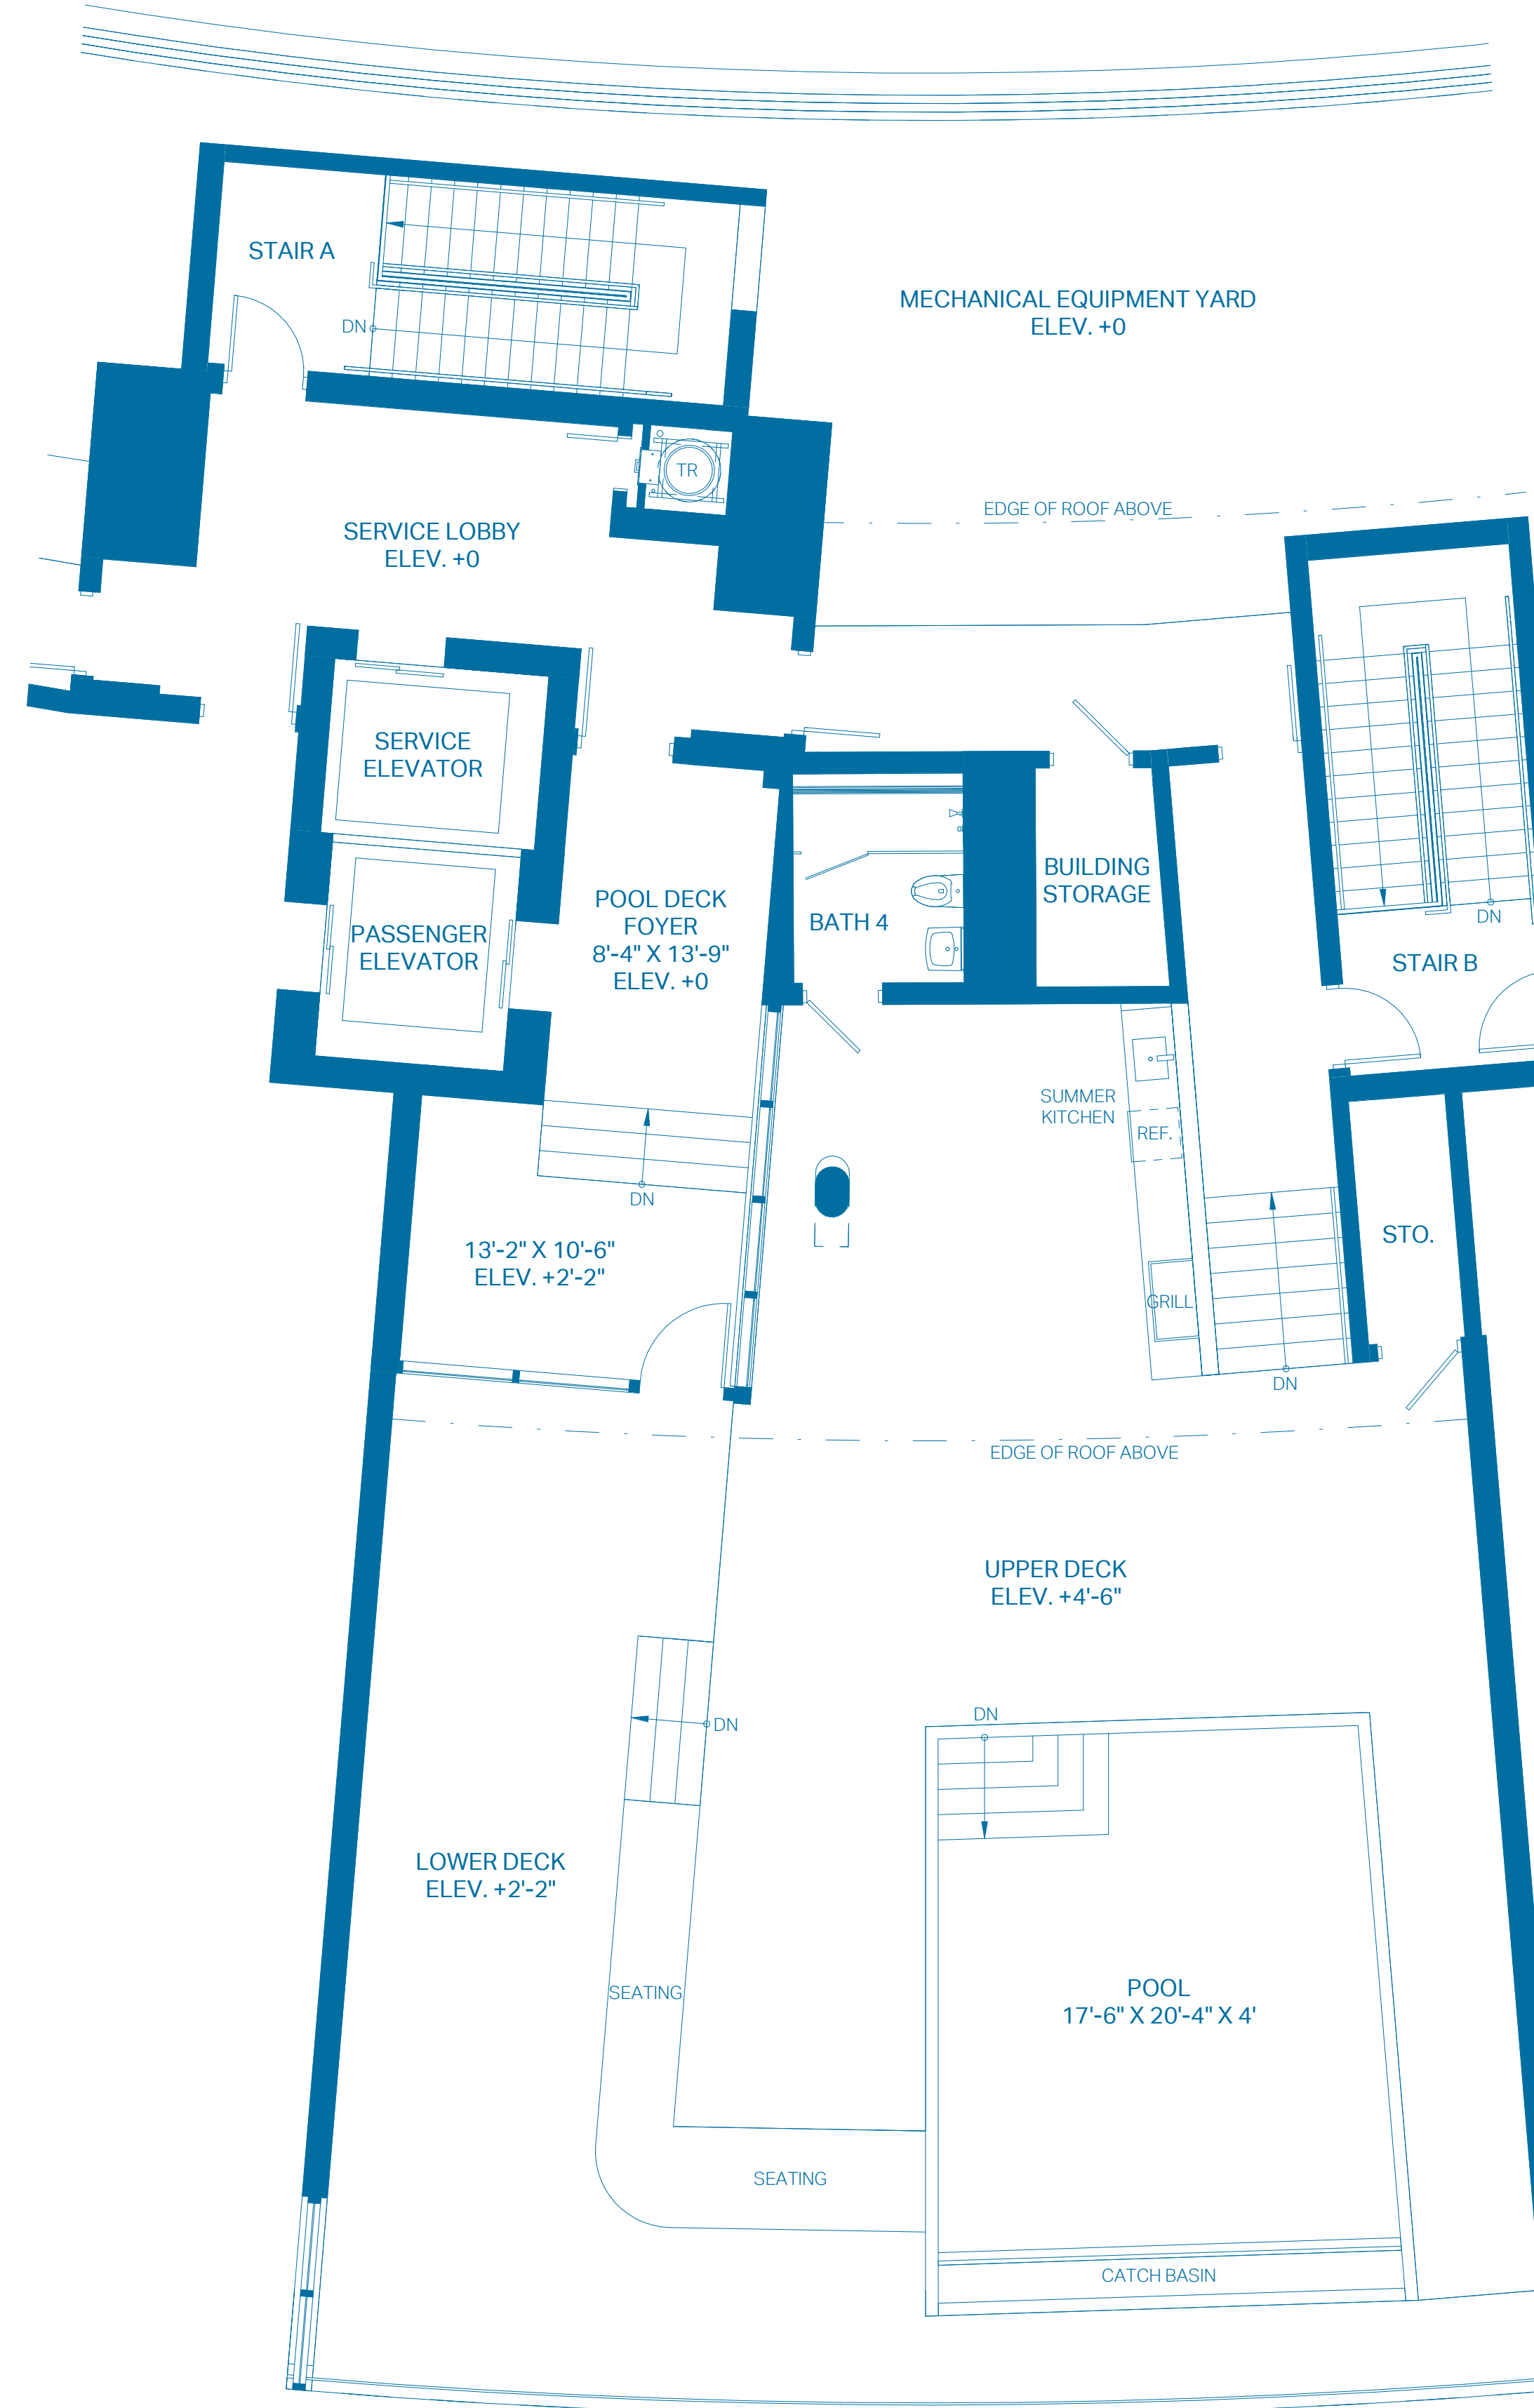 STAIR A
DN
MECHANICAL EQUIPMENT YARD
ELEV. +0
TR
EDGE OF ROOF ABOVE
SERVICE LOBBY
ELEV. +0
SERVICE
ELEVATOR
PASSENGER
ELEVATOR
POOL DECK
FOYER
8'-4" X 13'-9"
ELEV. +0
BATH 4
BUILDING
STORAGE
DN
STAIR B
SUMMER
KITCHEN
REF.
DN
13'-2" X 10'-6"
ELEV. +2'-2"
STO.
GRILL
DN
EDGE OF ROOF ABOVE
UPPER DECK
ELEV. +4'-6"
DN
DN
LOWER DECK
ELEV. +2'-2"
SEATING
POOL
17'-6" X 20'-4" X 4'
SEATING
CATCH BASIN